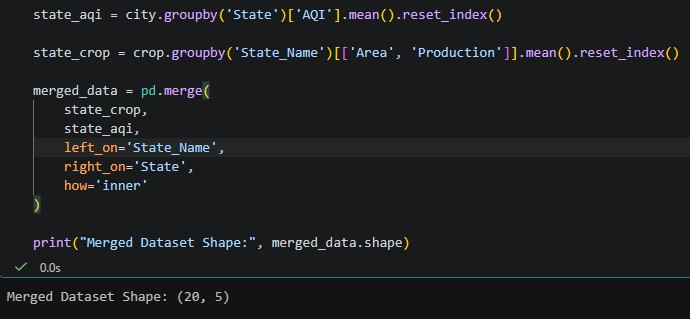 state_aqi = city.groupby('State')['AQI'].mean().reset_index()
state_crop = crop.groupby('State_Name')[['Area', 'Production']].mean().reset_index()
merged_data = pd.merge(
    state_crop,
    state_aqi,
    left_on='State_Name',
    right_on='State',
    how='inner'
)
print("Merged Dataset Shape:", merged_data.shape)
0.0s
Merged Dataset Shape: (20, 5)